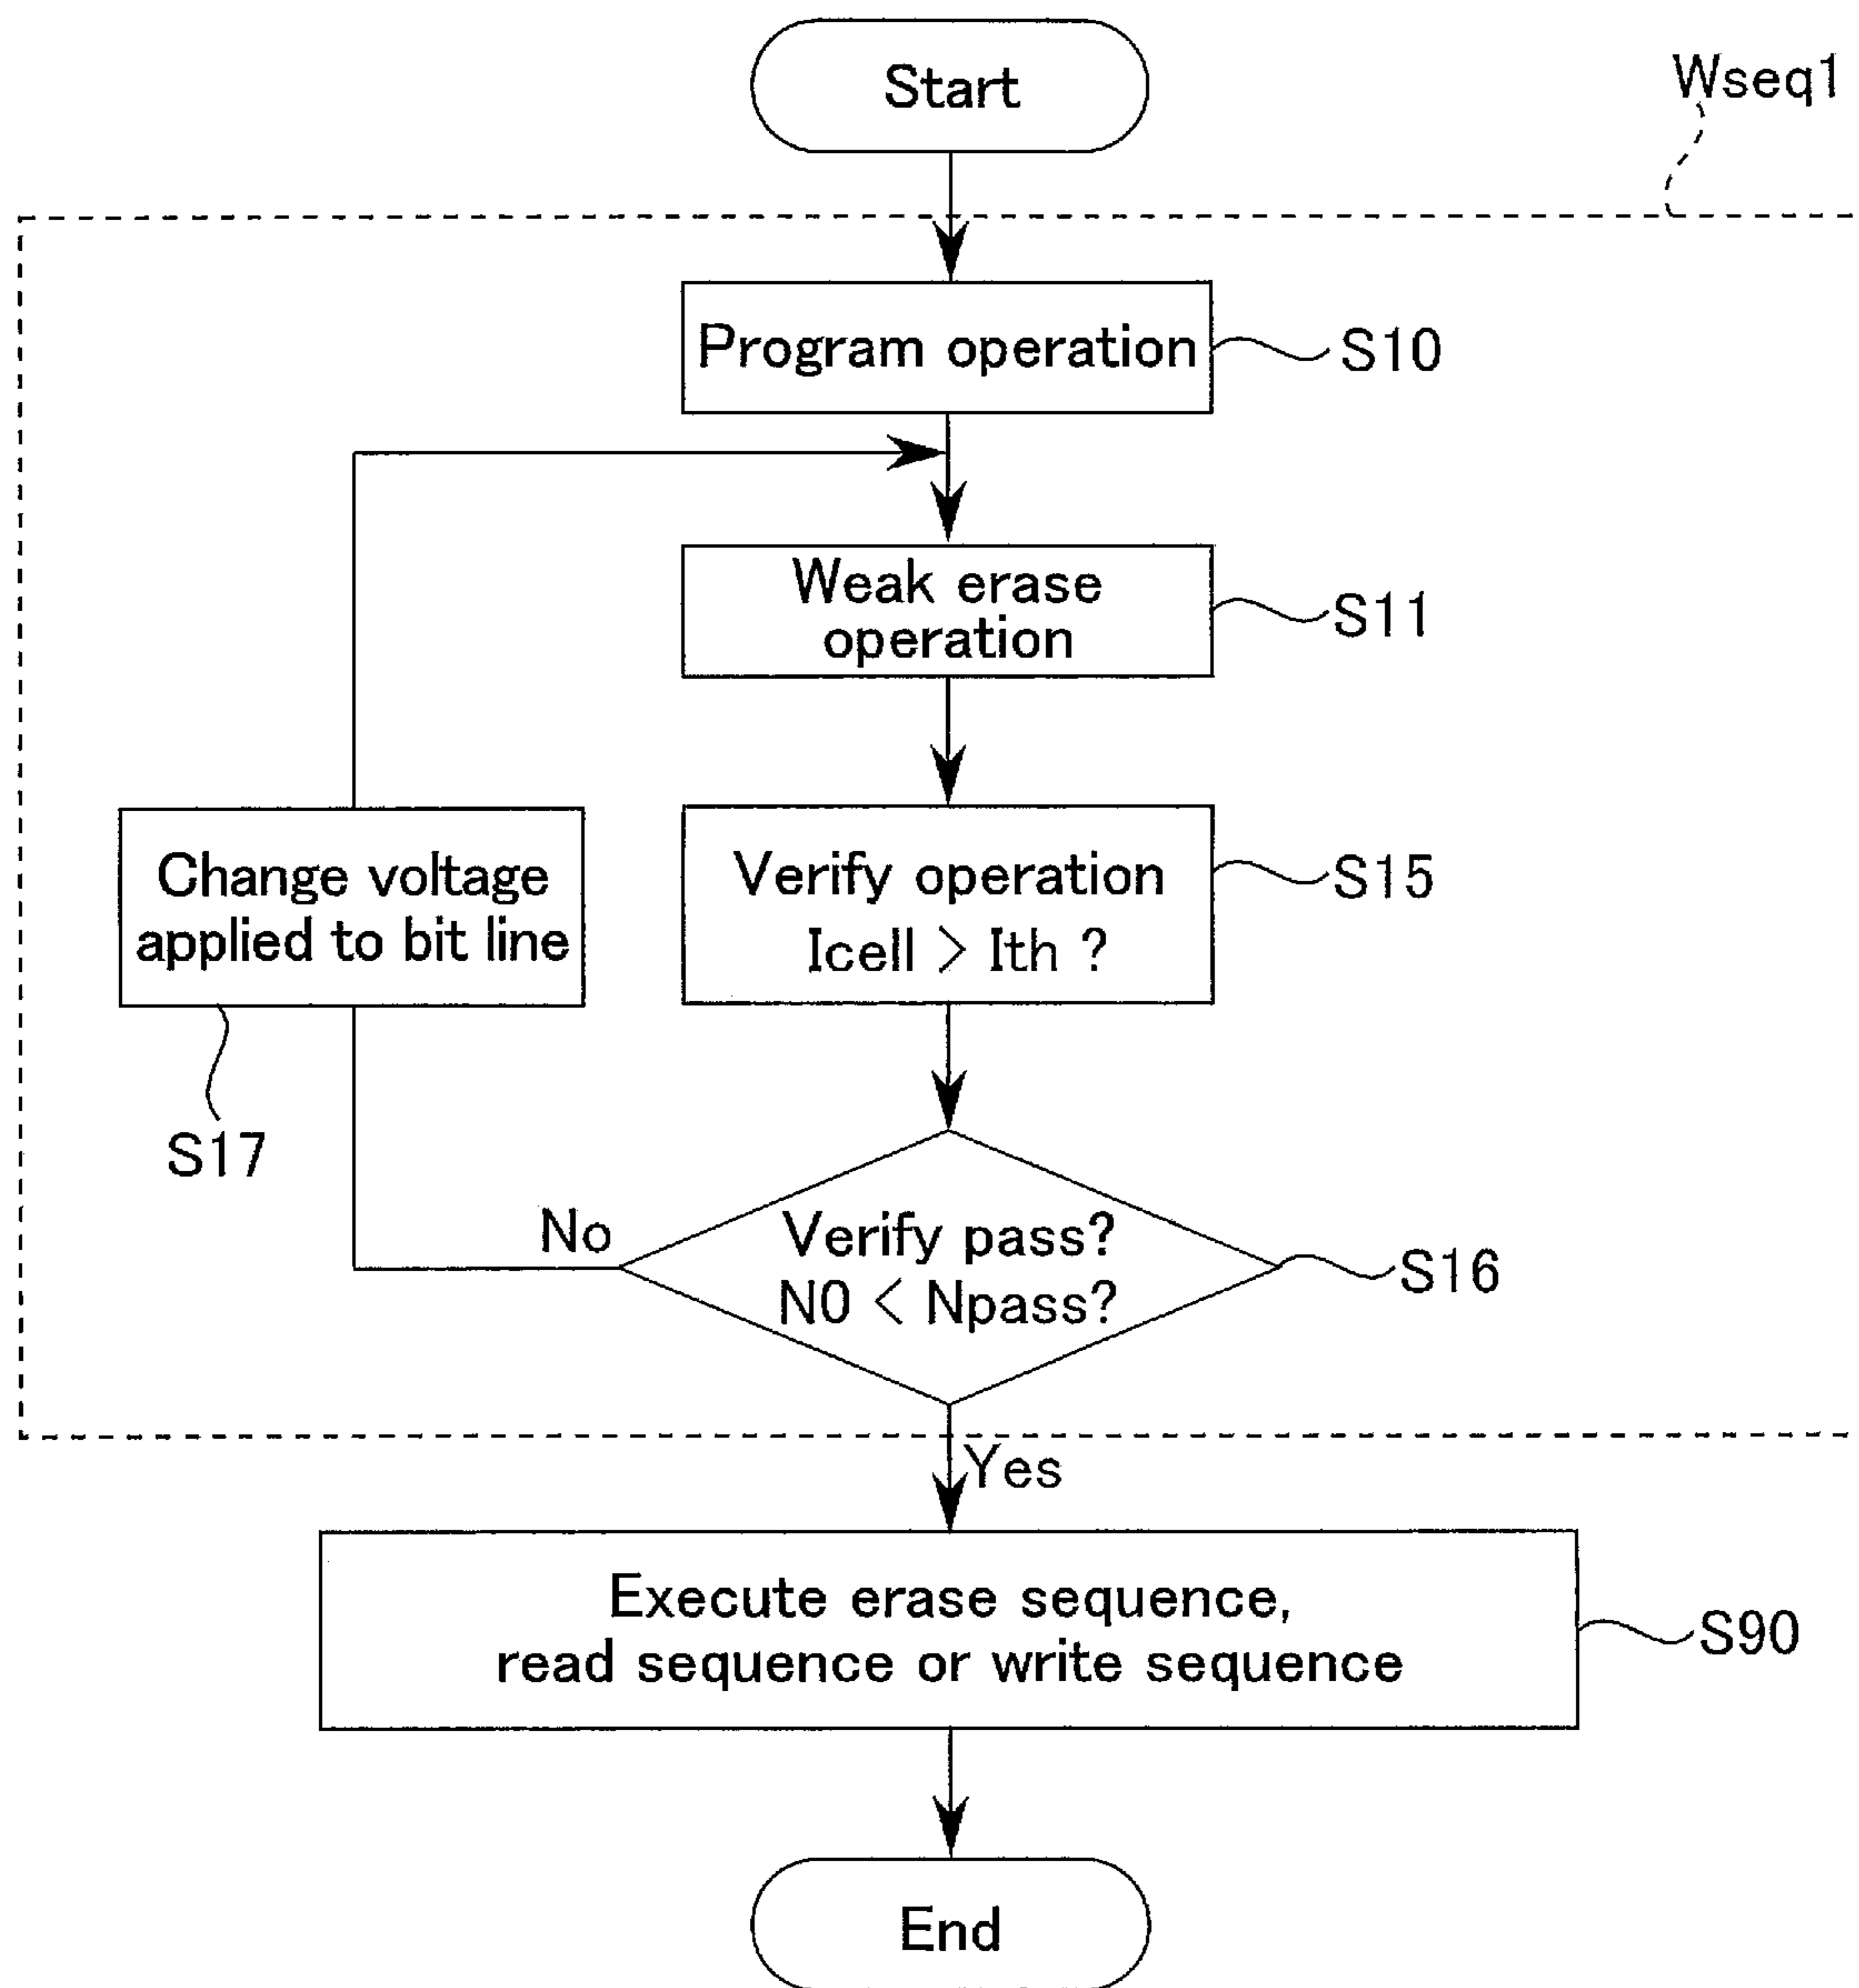 Start
Wseq1
Program operation
S10
Weak erase
operation
S11
Change voltage
applied to bit line
S17
Verify operation
Icell > Ith ?
S15
No
Verify pass?
N0 < Npass?
S16
Yes
Execute erase sequence,
read sequence or write sequence
S90
End